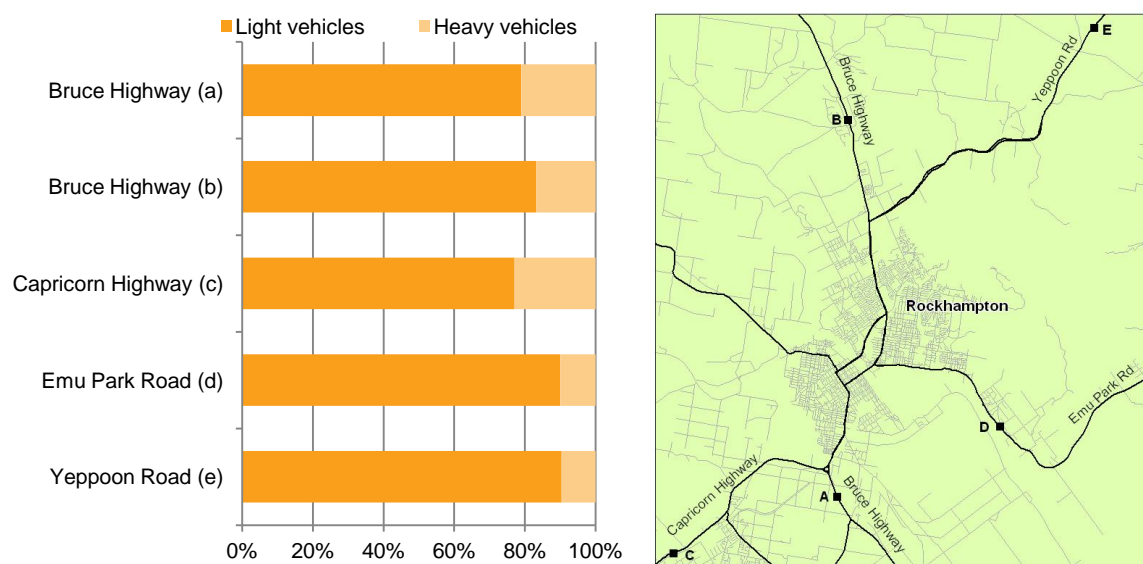 Light vehicles
Heavy vehicles
Bruce Highway (a)
Bruce Highway (b)
Capricorn Highway (c)
Emu Park Road (d)
Yeppoon Road (e)
0%
20%
40%
60%
80%
100%
E
Yeppoon Rd
Bruce Highway
B
Rockhampton
Emu Park Rd
D
Capricorn Highway
A
Bruce Highway
C